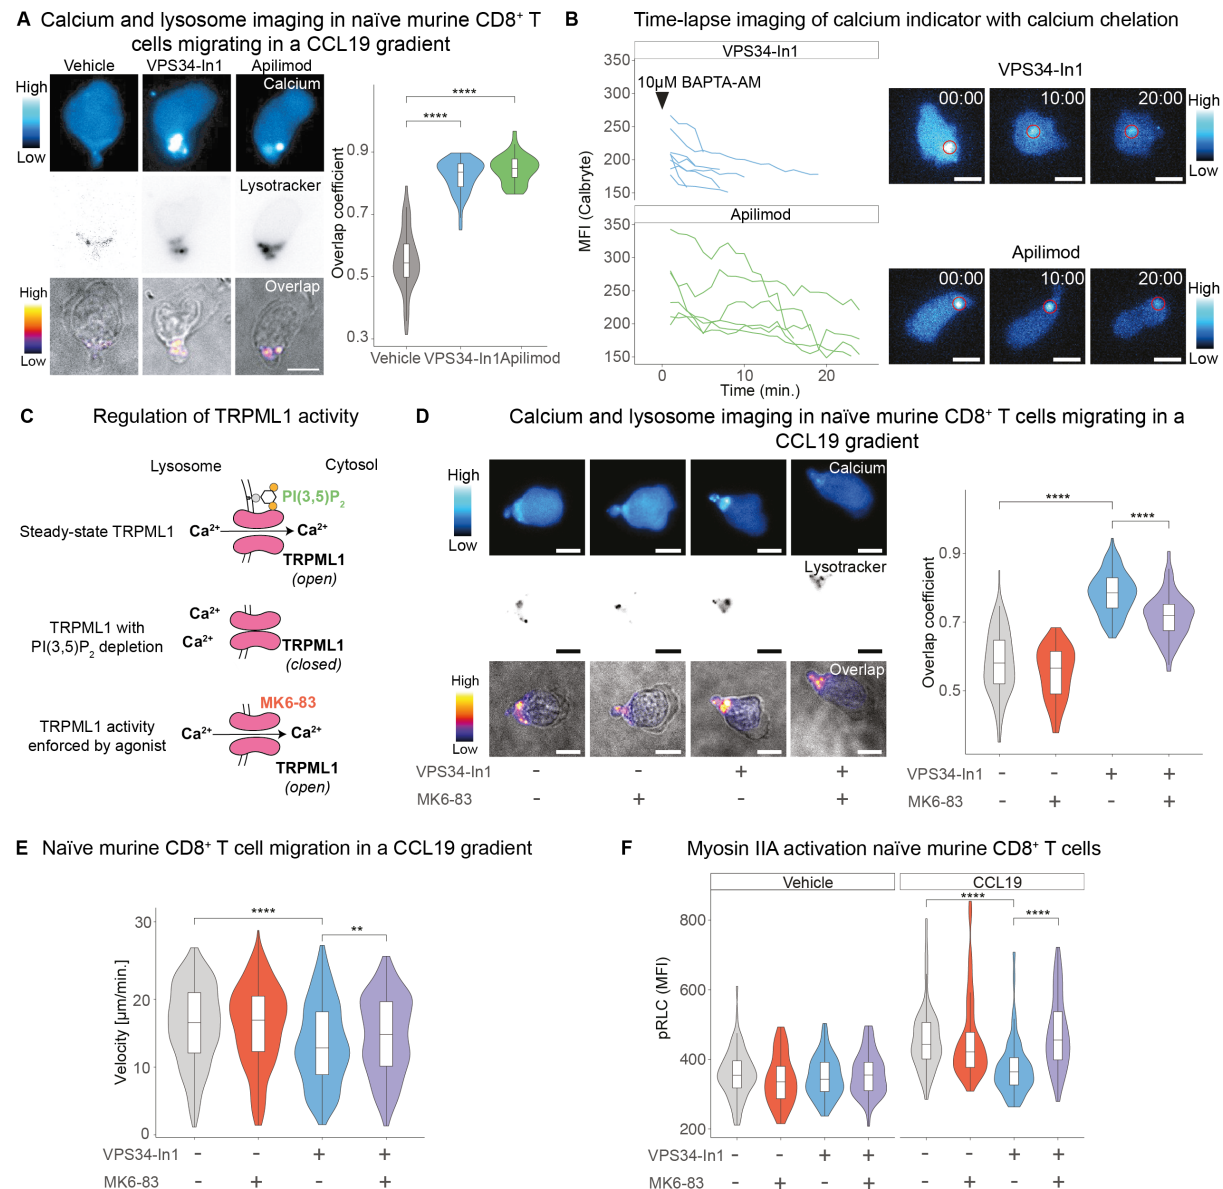 A Calcium and lysosome imaging in naïve murine CD8⁺ T
cells migrating in a CCL19 gradient
Vehicle VPS34-In1 Apilimod
High
Low
Calcium
Lysotracker
High
Low
Overlap
Overlap coefficient
0.9
0.7
0.5
0.3
****
****
Vehicle VPS34-In1 Apilimod
B Time-lapse imaging of calcium indicator with calcium chelation
VPS34-In1
10µM BAPTA-AM
350
300
250
200
150
Apilimod
350
300
250
200
150
MFI (Calbryte)
0 10 20
Time (min.)
VPS34-In1
00:00 10:00 20:00
High
Low
Apilimod
00:00 10:00 20:00
High
Low
C Regulation of TRPML1 activity
Lysosome Cytosol
PI(3,5)P₂
Steady-state TRPML1 Ca²⁺ Ca²⁺
TRPML1
(open)
Ca²⁺
TRPML1 with
PI(3,5)P₂ depletion
Ca²⁺
TRPML1
(closed)
MK6-83
TRPML1 activity
enforced by agonist
Ca²⁺ Ca²⁺
TRPML1
(open)
D Calcium and lysosome imaging in naïve murine CD8⁺ T cells migrating in a
CCL19 gradient
High
Low
Calcium
Lysotracker
High
Low
Overlap
VPS34-In1 - - + +
MK6-83 - + - +
Overlap coefficient
0.9
0.7
0.5
****
****
VPS34-In1 - - + +
MK6-83 - + - +
E Naïve murine CD8⁺ T cell migration in a CCL19 gradient
Velocity [µm/min.]
30
20
10
0
****
**
VPS34-In1 - - + +
MK6-83 - + - +
F Myosin IIA activation naïve murine CD8⁺ T cells
Vehicle CCL19
pRLC (MFI)
800
600
400
200
****
****
VPS34-In1 - - + + - - + +
MK6-83 - + - + - + - +